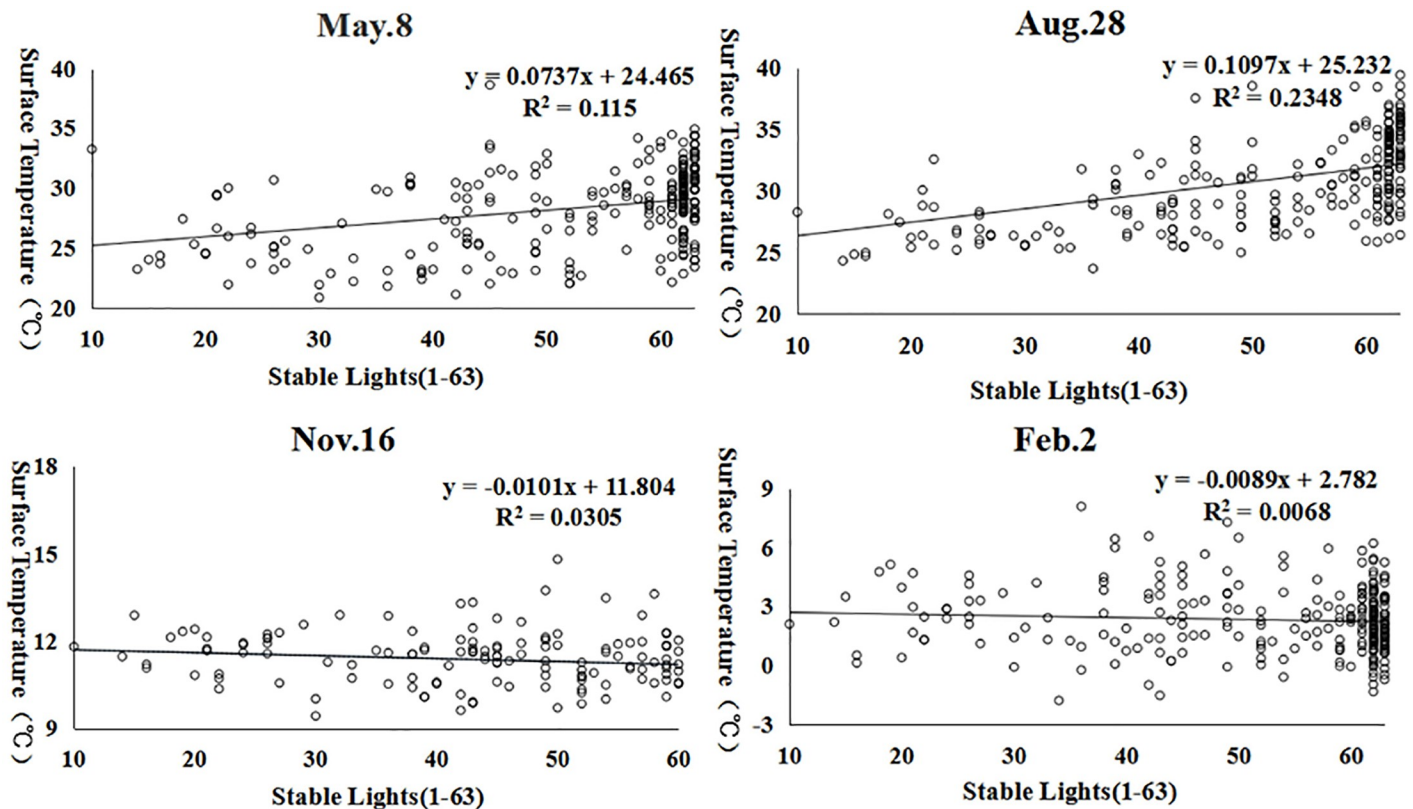 May.8
Surface Temperature (℃)
y = 0.0737x + 24.465
R² = 0.115
40
35
30
25
20
10 20 30 40 50 60
Stable Lights(1-63)
Aug.28
Surface Temperature (℃)
y = 0.1097x + 25.232
R² = 0.2348
40
35
30
25
20
10 20 30 40 50 60
Stable Lights(1-63)
Nov.16
Surface Temperature (℃)
y = -0.0101x + 11.804
R² = 0.0305
18
15
12
9
10 20 30 40 50 60
Stable Lights(1-63)
Feb.2
Surface Temperature (℃)
y = -0.0089x + 2.782
R² = 0.0068
9
6
3
0
-3
10 20 30 40 50 60
Stable Lights(1-63)